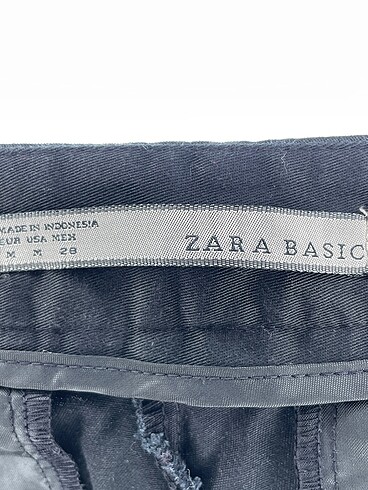 MADE IN INDONESIA
EUR USA MEX
M M 28
ZARA BASIC